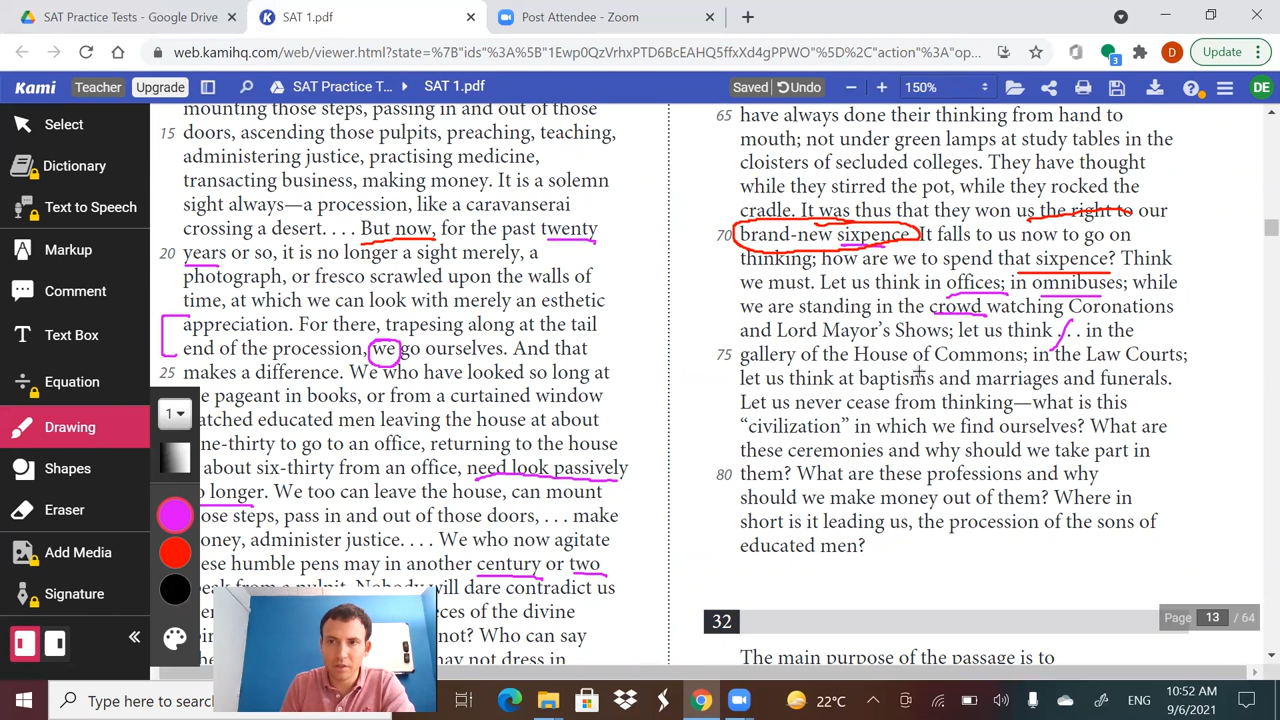 SAT Practice Tests - Google Drive
SAT 1.pdf
Post Attendee - Zoom
web.kamihq.com/web/viewer.html?state=%7B"ids"%3A%5B"1Ewp0QzVrhxPTD6BcEAHQ5ffxXd4gPPWO"%5D%2C"action"%3A"op...
3
D
Update
Kami
Teacher
Upgrade
SAT Practice T...
SAT 1.pdf
Saved
Undo
150%
DE
Select
Dictionary
Text to Speech
Markup
Comment
Text Box
Equation
Drawing
Shapes
Eraser
Add Media
Signature
1
mounting those steps, passing in and out of those
15 doors, ascending those pulpits, preaching, teaching,
administering justice, practising medicine,
transacting business, making money. It is a solemn
sight always—a procession, like a caravanserai
crossing a desert. . . . But now, for the past twenty
20 years or so, it is no longer a sight merely, a
photograph, or fresco scrawled upon the walls of
time, at which we can look with merely an esthetic
appreciation. For there, trapesing along at the tail
end of the procession, we go ourselves. And that
25 makes a difference. We who have looked so long at
pageant in books, or from a curtained window
educated men leaving the house at about
to go to an office, returning to the house
about six-thirty from an office, need look passively
longer. We too can leave the house, can mount
steps, pass in and out of those doors, . . . make
administer justice. . . . We who now agitate
humble pens may in another century or two
from a pulpit. Nobody will dare contradict us
of the divine
not? Who can say
may not dress in
65 have always done their thinking from hand to
mouth; not under green lamps at study tables in the
cloisters of secluded colleges. They have thought
while they stirred the pot, while they rocked the
cradle. It was thus that they won us the right to our
70 brand-new sixpence. It falls to us now to go on
thinking; how are we to spend that sixpence? Think
we must. Let us think in offices; in omnibuses; while
we are standing in the crowd watching Coronations
and Lord Mayor's Shows; let us think . . . in the
75 gallery of the House of Commons; in the Law Courts;
let us think at baptisms and marriages and funerals.
Let us never cease from thinking—what is this
“civilization” in which we find ourselves? What are
these ceremonies and why should we take part in
80 them? What are these professions and why
should we make money out of them? Where in
short is it leading us, the procession of the sons of
educated men?
32
Page 13 / 64
The main purpose of the passage is to
Type here to
22°C
ENG
10:52 AM
9/6/2021